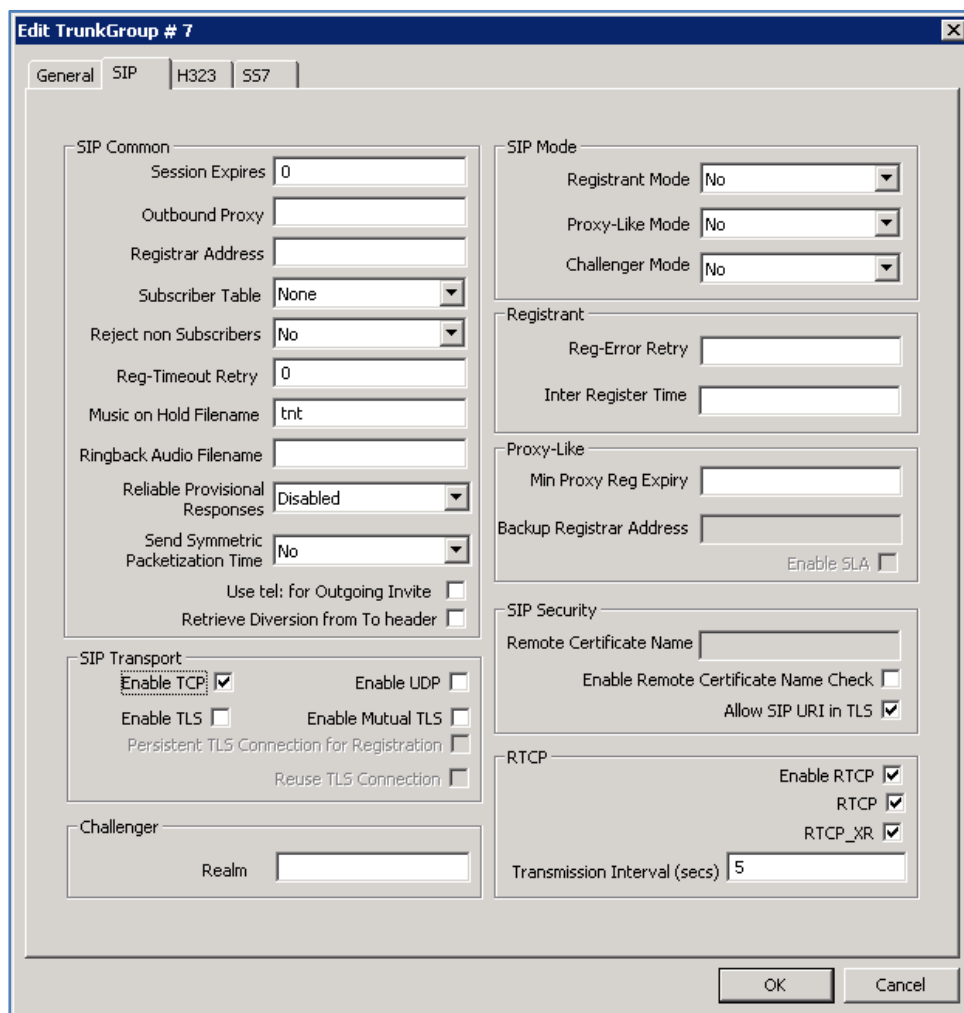 Edit TrunkGroup # 7
General SIP H323 SS7
SIP Common
Session Expires 0
Outbound Proxy
Registrar Address
Subscriber Table None
Reject non Subscribers No
Reg-Timeout Retry 0
Music on Hold Filename tnt
Ringback Audio Filename
Reliable Provisional
Responses Disabled
Send Symmetric
Packetization Time No
Use tel: for Outgoing Invite
Retrieve Diversion from To header
SIP Transport
Enable TCP Enable UDP
Enable TLS Enable Mutual TLS
Persistent TLS Connection for Registration
Reuse TLS Connection
Challenger
Realm
SIP Mode
Registrant Mode No
Proxy-Like Mode No
Challenger Mode No
Registrant
Reg-Error Retry
Inter Register Time
Proxy-Like
Min Proxy Reg Expiry
Backup Registrar Address
Enable SLA
SIP Security
Remote Certificate Name
Enable Remote Certificate Name Check
Allow SIP URI in TLS
RTCP
Enable RTCP
RTCP
RTCP_XR
Transmission Interval (secs) 5
OK Cancel